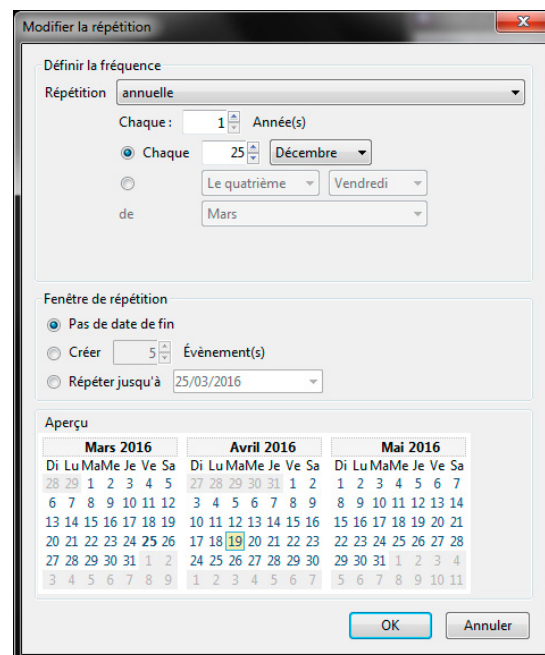 Modifier la répétition
Définir la fréquence
Répétition annuelle
Chaque : 1 Année(s)
Chaque 25 Décembre
Le quatrième Vendredi
de Mars
Fenêtre de répétition
Pas de date de fin
Créer 5 Évènement(s)
Répéter jusqu'à 25/03/2016
Aperçu
Mars 2016 Avril 2016 Mai 2016
Di Lu Ma Me Je Ve Sa Di Lu Ma Me Je Ve Sa Di Lu Ma Me Je Ve Sa
28 29 1 2 3 4 5 27 28 29 30 31 1 2 1 2 3 4 5 6 7
6 7 8 9 10 11 12 3 4 5 6 7 8 9 8 9 10 11 12 13 14
13 14 15 16 17 18 19 10 11 12 13 14 15 16 15 16 17 18 19 20 21
20 21 22 23 24 25 26 17 18 19 20 21 22 23 22 23 24 25 26 27 28
27 28 29 30 31 1 2 24 25 26 27 28 29 30 29 30 31 1 2 3 4
3 4 5 6 7 8 9 1 2 3 4 5 6 7 5 6 7 8 9 10 11
OK Annuler